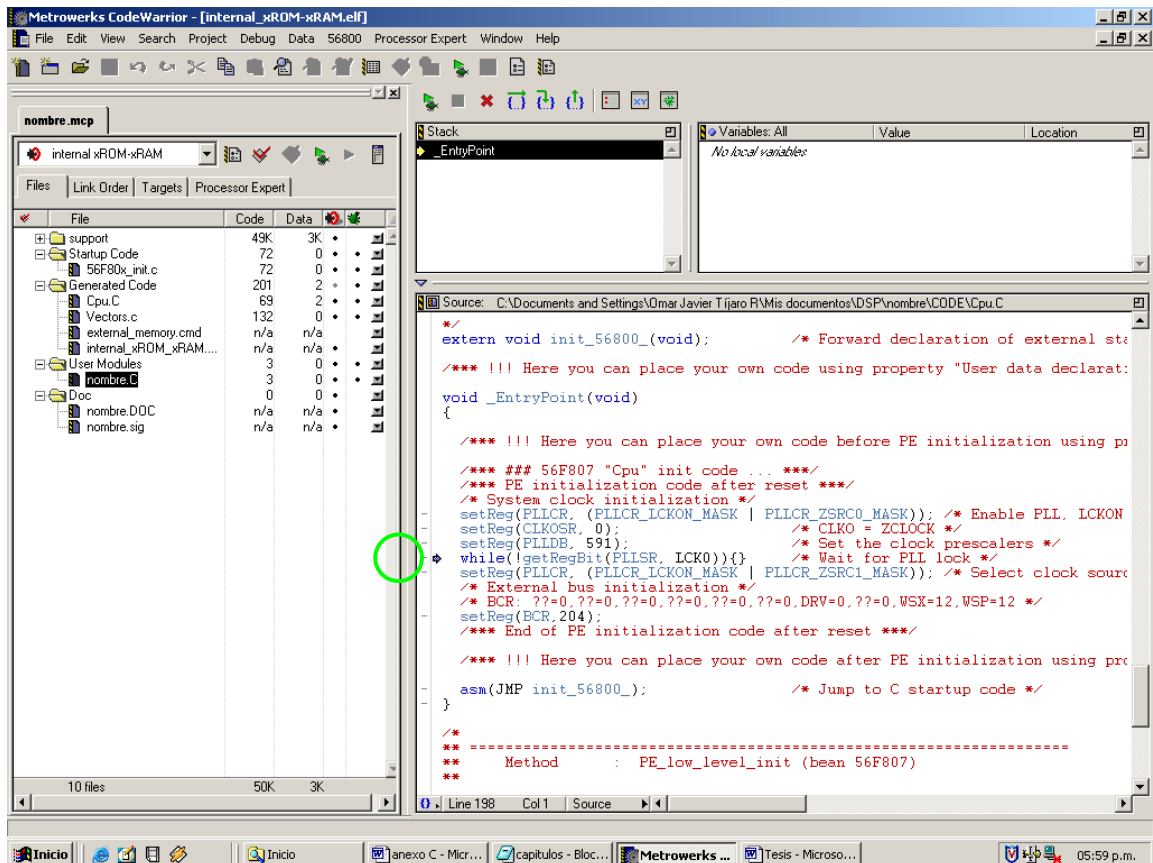 Metrowerks CodeWarrior - [internal_xROM-xRAM.elf]
File Edit View Search Project Debug Data 56800 Processor Expert Window Help
nombre.mcp
internal xROM-xRAM
Files Link Order Targets Processor Expert
File Code Data
support 49K 3K
Startup Code 72 0
56F80x_init.c 72 0
Generated Code 201 2
Cpu.C 69 2
Vectors.c 132 0
external_memory.cmd n/a n/a
internal_xROM_xRAM.... n/a n/a
User Modules 3 0
nombre.C 3 0
Doc 0 0
nombre.DOC n/a n/a
nombre.sig n/a n/a
10 files 50K 3K
Stack
_EntryPoint
Variables: All Value Location
No local variables
Source: C:\Documents and Settings\Omar Javier Tíjaro R\Mis documentos\DSP\nombre\CODE\Cpu.C
*/
extern void init_56800_(void); /* Forward declaration of external sta
/*** !!! Here you can place your own code using property "User data declarat
void _EntryPoint(void)
{
/*** !!! Here you can place your own code before PE initialization using pr
/*** ### 56F807 "Cpu" init code ... ***/
/*** PE initialization code after reset ***/
/* System clock initialization */
setReg(PLLCR, (PLLCR_LCKON_MASK | PLLCR_ZSRC0_MASK)); /* Enable PLL, LCKON
setReg(CLKOSR, 0); /* CLKO = ZCLOCK */
setReg(PLLDB, 591); /* Set the clock prescalers */
while(!getRegBit(PLLSR, LCK0)){} /* Wait for PLL lock */
setReg(PLLCR, (PLLCR_LCKON_MASK | PLLCR_ZSRC1_MASK)); /* Select clock sourc
/* External bus initialization */
/* BCR: ??=0,??=0,??=0,??=0,??=0,??=0,DRV=0,??=0,WSX=12,WSP=12 */
setReg(BCR,204);
/*** End of PE initialization code after reset ***/
/*** !!! Here you can place your own code after PE initialization using pro
asm(JMP init_56800_); /* Jump to C startup code */
}
/*
** ===================================================================
** Method : PE_low_level_init (bean 56F807)
**
Line 198 Col 1 Source
Inicio Inicio anexo C - Micr... capitulos - Bloc... Metrowerks ... Tesis - Microso... 05:59 p.m.